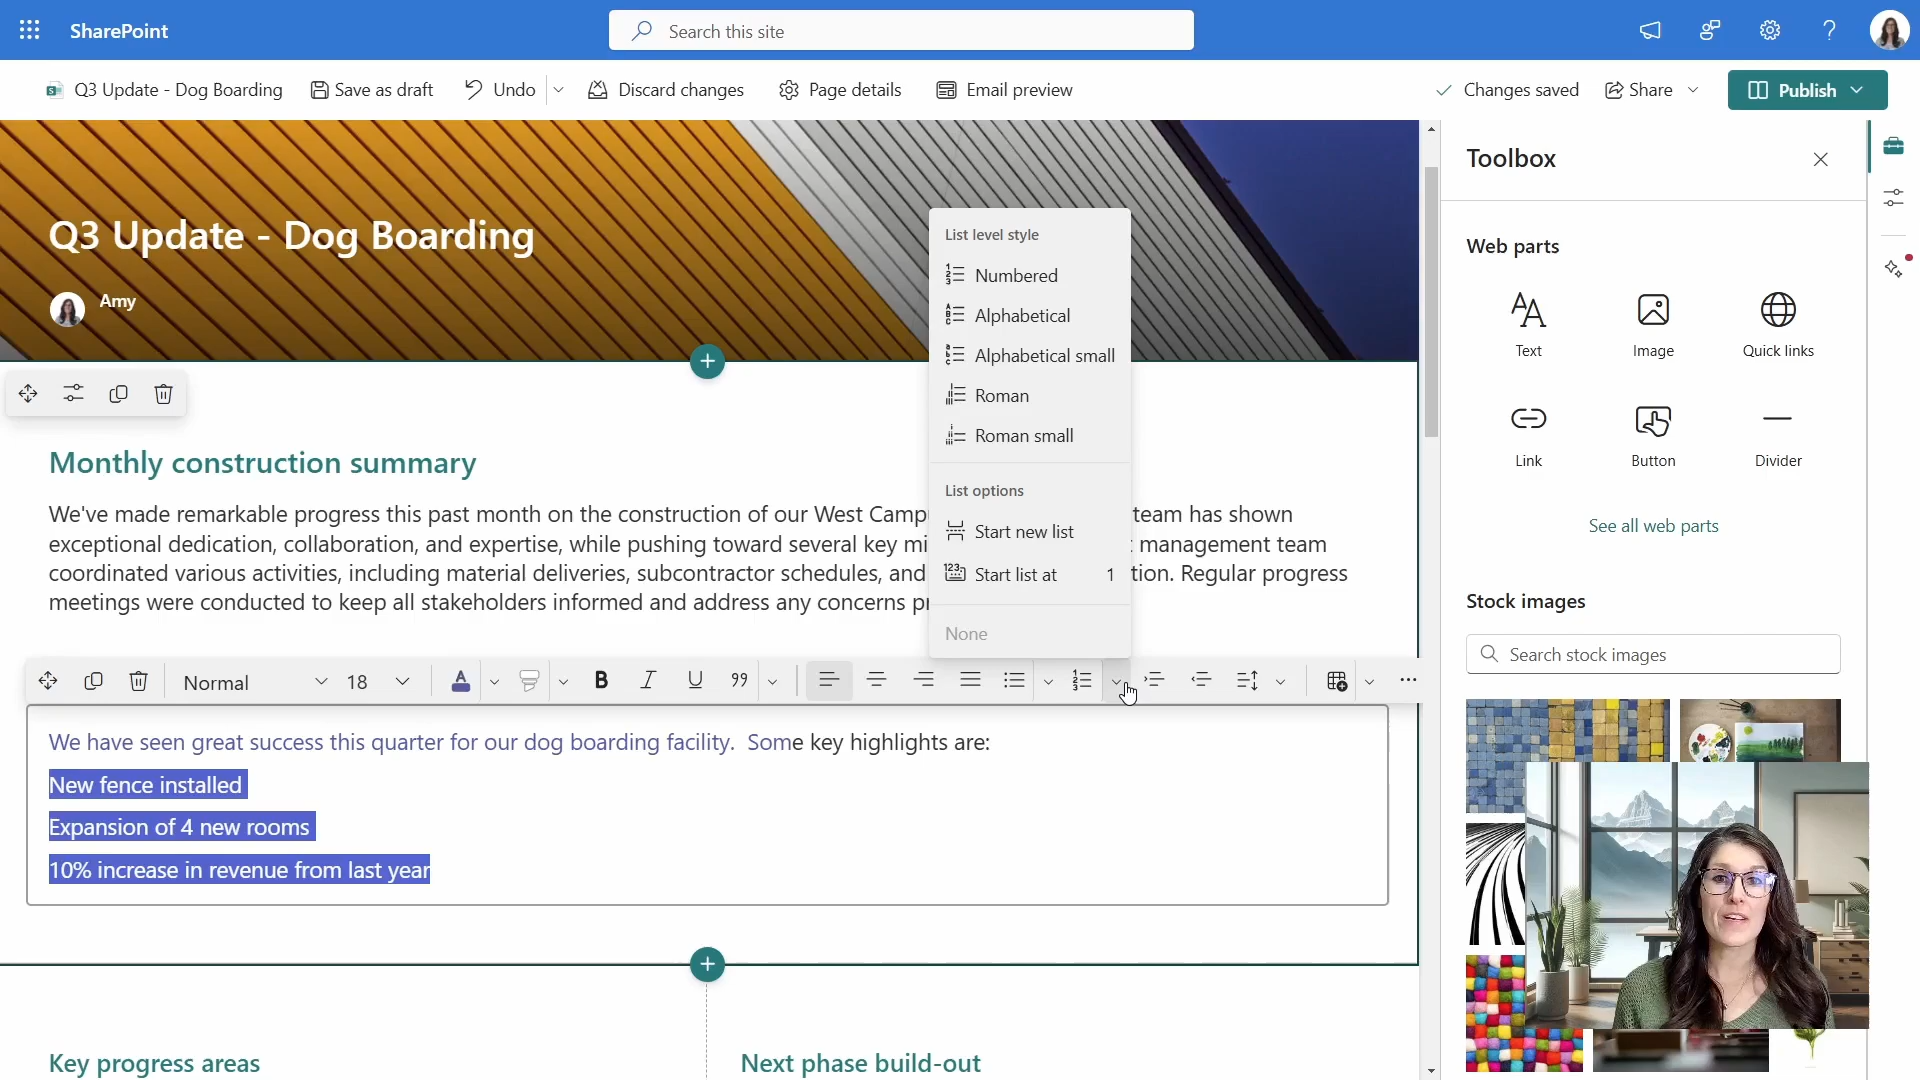 SharePoint
Search this site
Q3 Update - Dog Boarding
Save as draft
Undo
Discard changes
Page details
Email preview
Changes saved
Share
Publish
Q3 Update - Dog Boarding
Amy
Monthly construction summary
We've made remarkable progress this past month on the construction of our West team has shown
exceptional dedication, collaboration, and expertise, while pushing toward several key management team
coordinated various activities, including material deliveries, subcontractor schedules, and Regular progress
meetings were conducted to keep all stakeholders informed and address any concerns
List level style
Numbered
Alphabetical
Alphabetical small
Roman
Roman small
List options
Start new list
Start list at 1
None
Normal
18
We have seen great success this quarter for our dog boarding facility. Some key highlights are:
New fence installed
Expansion of 4 new rooms
10% increase in revenue from last year
Key progress areas
Next phase build-out
Toolbox
Web parts
Text
Image
Quick links
Link
Button
Divider
See all web parts
Stock images
Search stock images